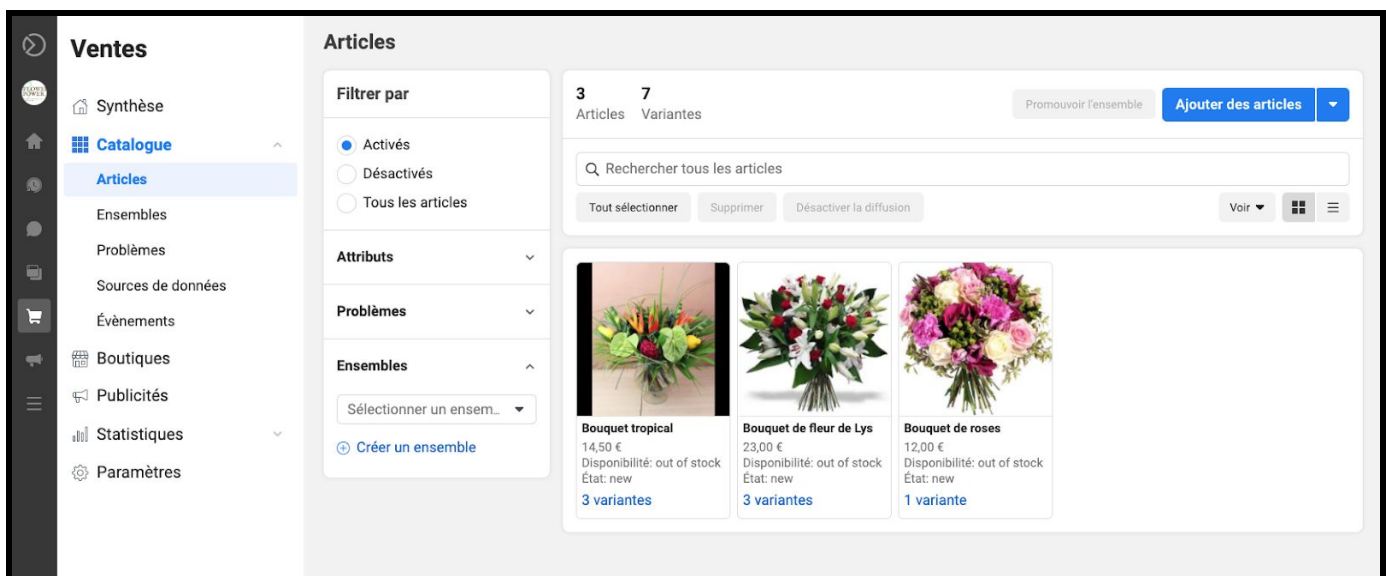 Ventes
Synthèse
Catalogue
Articles
Ensembles
Problèmes
Sources de données
Évènements
Boutiques
Publicités
Statistiques
Paramètres
Articles
Filtrer par
Activés
Désactivés
Tous les articles
Attributs
Problèmes
Ensembles
Sélectionner un ensem...
Créer un ensemble
3 7
Articles Variantes
Promouvoir l'ensemble
Ajouter des articles
Rechercher tous les articles
Tout sélectionner Supprimer Désactiver la diffusion Voir
Bouquet tropical
14,50 €
Disponibilité: out of stock
État: new
3 variantes
Bouquet de fleur de Lys
23,00 €
Disponibilité: out of stock
État: new
3 variantes
Bouquet de roses
12,00 €
Disponibilité: out of stock
État: new
1 variante